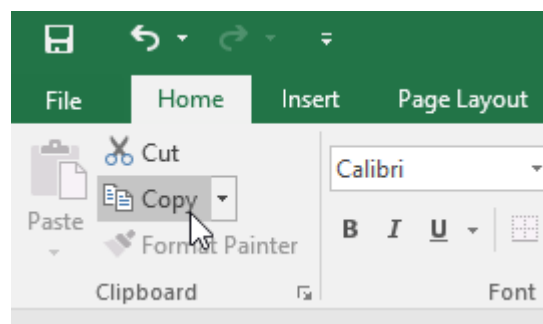 File Home Insert Page Layout
Cut
Calibri
Copy
Paste
B I U
Format Painter
Clipboard Font